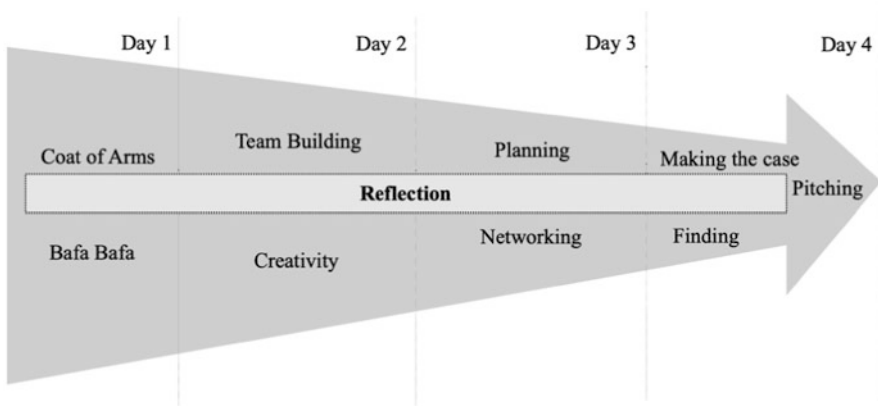 Day 1
Day 2
Day 3
Day 4
Coat of Arms
Team Building
Planning
Making the case
Reflection
Pitching
Bafa Bafa
Creativity
Networking
Finding